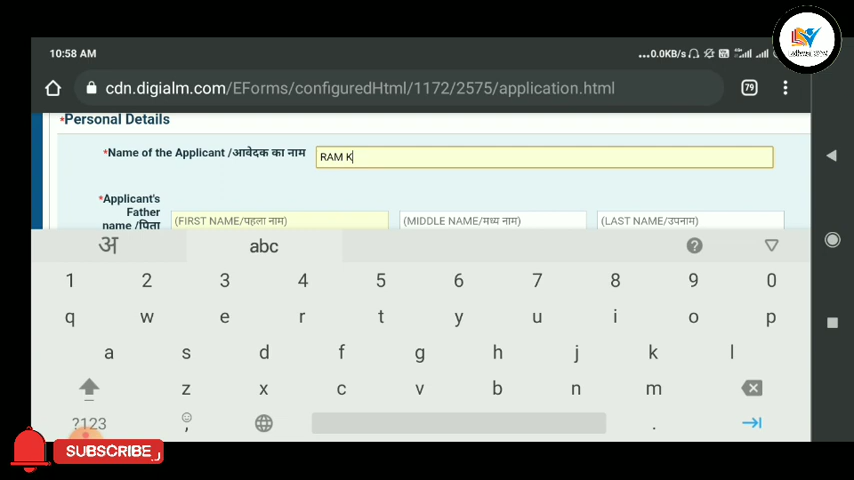 10:58 AM
...0.0KB/s
cdn.digialm.com/EForms/configuredHtml/1172/2575/application.html
79
*Personal Details
*Name of the Applicant /आवेदक का नाम
RAM K
*Applicant's
Father
name /पिता
(FIRST NAME/पहला नाम)
(MIDDLE NAME/मध्य नाम)
(LAST NAME/उपनाम)
अ
abc
?
1 2 3 4 5 6 7 8 9 0
q w e r t y u i o p
a s d f g h j k l
z x c v b n m
?123
,
.
SUBSCRIBE